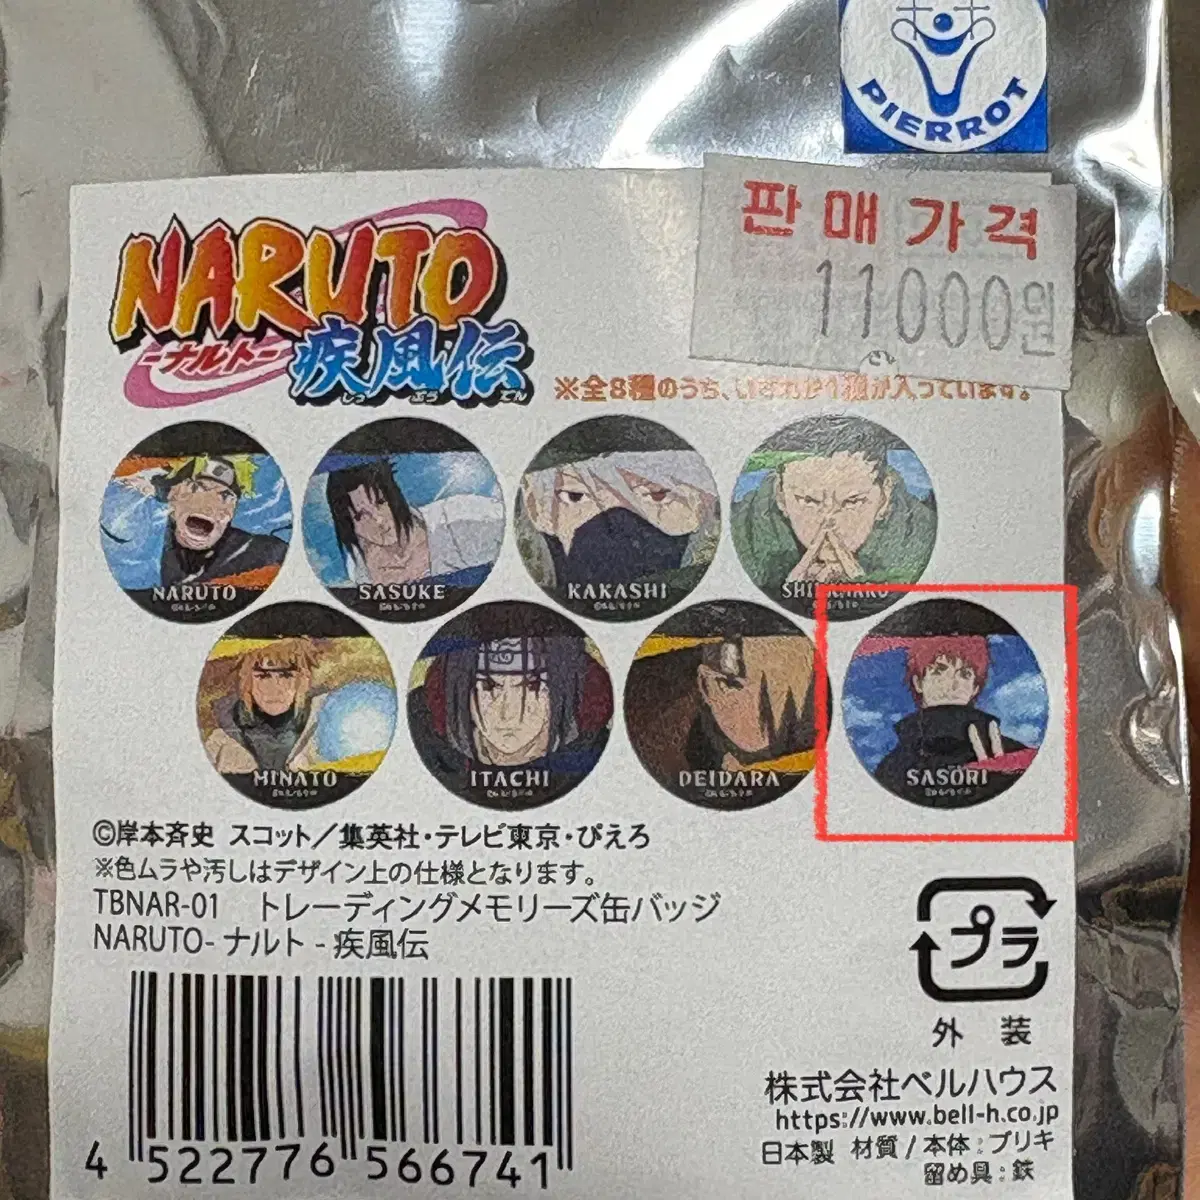 PIERROT
판매가격
11000원
NARUTO
-ナルト-
疾風伝
しっ ぷう でん
※全8種のうち、いずれか1種が入っています。
NARUTO
SASUKE
KAKASHI
SHIKAMARU
MINATO
ITACHI
DEIDARA
SASORI
©岸本斉史 スコット／集英社・テレビ東京・ぴえろ
※色ムラや汚しはデザイン上の仕様となります。
TBNAR-01 トレーディングメモリーズ缶バッジ
NARUTO- ナルト - 疾風伝
プラ
外 装
株式会社ベルハウス
https://www.bell-h.co.jp
日本製 材質 / 本体：ブリキ
留め具：鉄
4 522776 566741